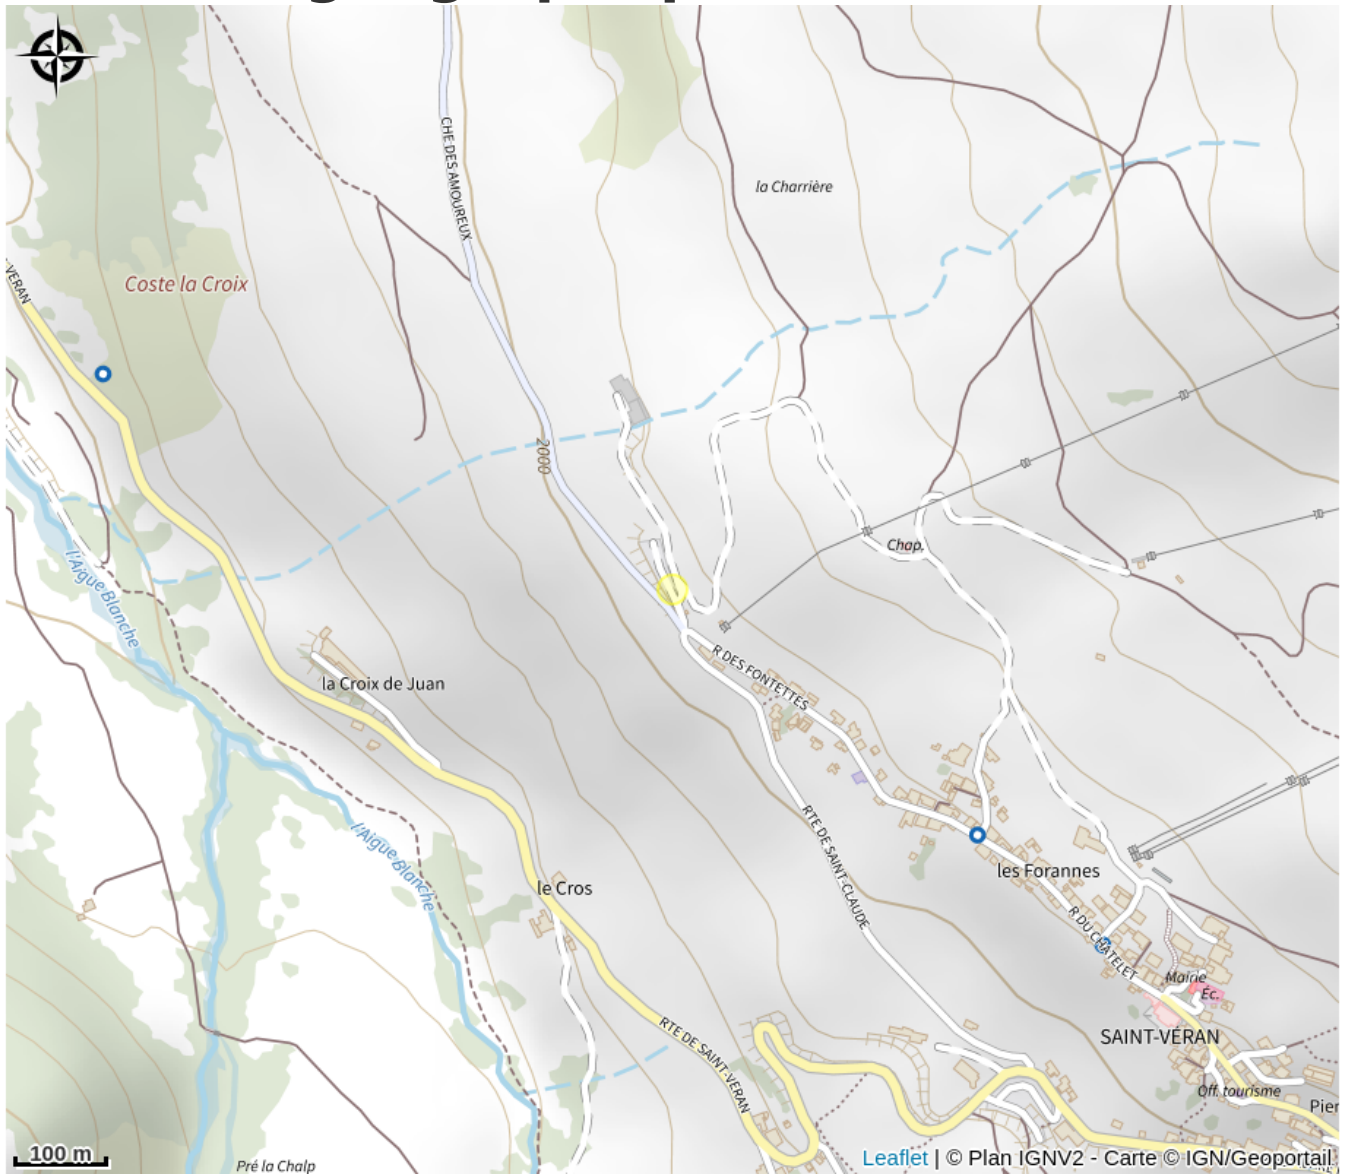 la Charrière
CHE DES AMOUREUX
Coste la Croix
VERAN
2000
l'Aigue Blanche
Chap.
R DES FONTETTES
la Croix de Juan
RTE DE SAINT-CLAUDE
l'Aigue Blanche
le Cros
les Forannes
R DU CHATELET
Mairie
Éc.
SAINT-VÉRAN
RTE DE SAINT-VERAN
Off. tourisme
Pier
100 m
Pré la Chalp
Leaflet | © Plan IGNV2 - Carte © IGN/Geoportail